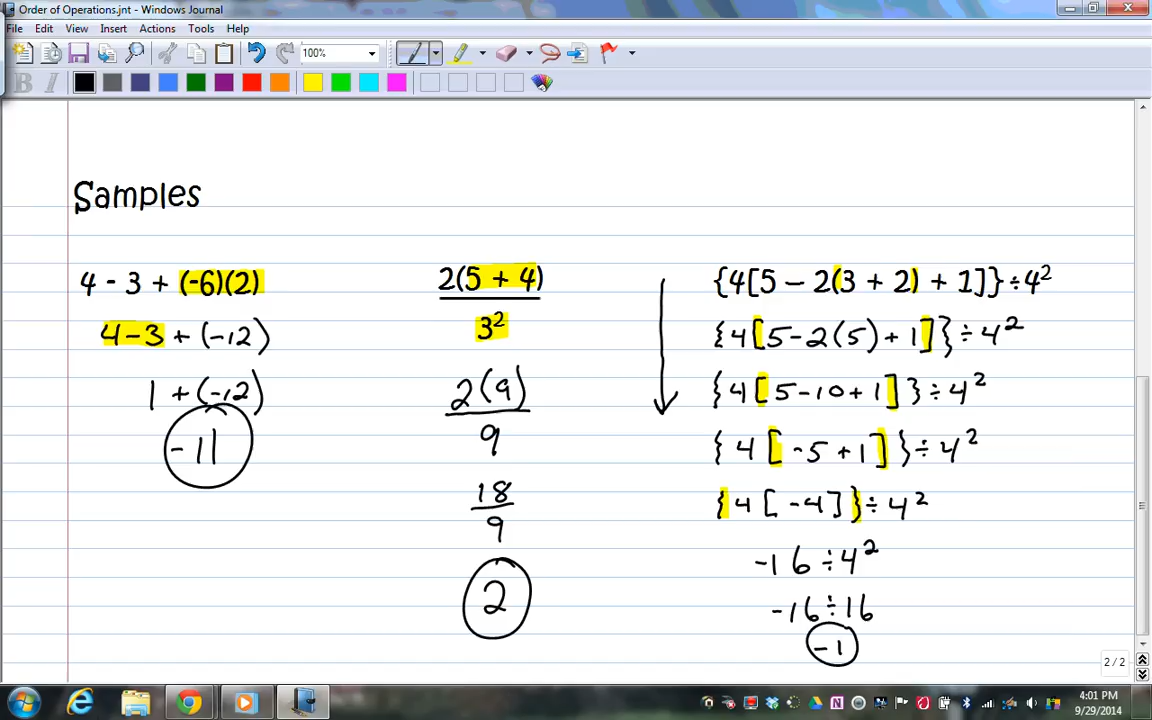 Order of Operations.jnt - Windows Journal
File Edit View Insert Actions Tools Help
100%
B I
Samples
4 - 3 + (-6)(2)
4-3 + (-12)
1 + (-12)
-11
2(5 + 4)
3²
2(9)
9
18
9
2
{4[5 – 2(3 + 2) + 1]} ÷ 4²
{4[5-2(5) + 1]} ÷ 4²
{4[5-10+1]} ÷ 4²
{4[-5+1]} ÷ 4²
{4[-4]} ÷ 4²
-16 ÷ 4²
-16 ÷ 16
-1
2 / 2
4:01 PM
9/29/2014